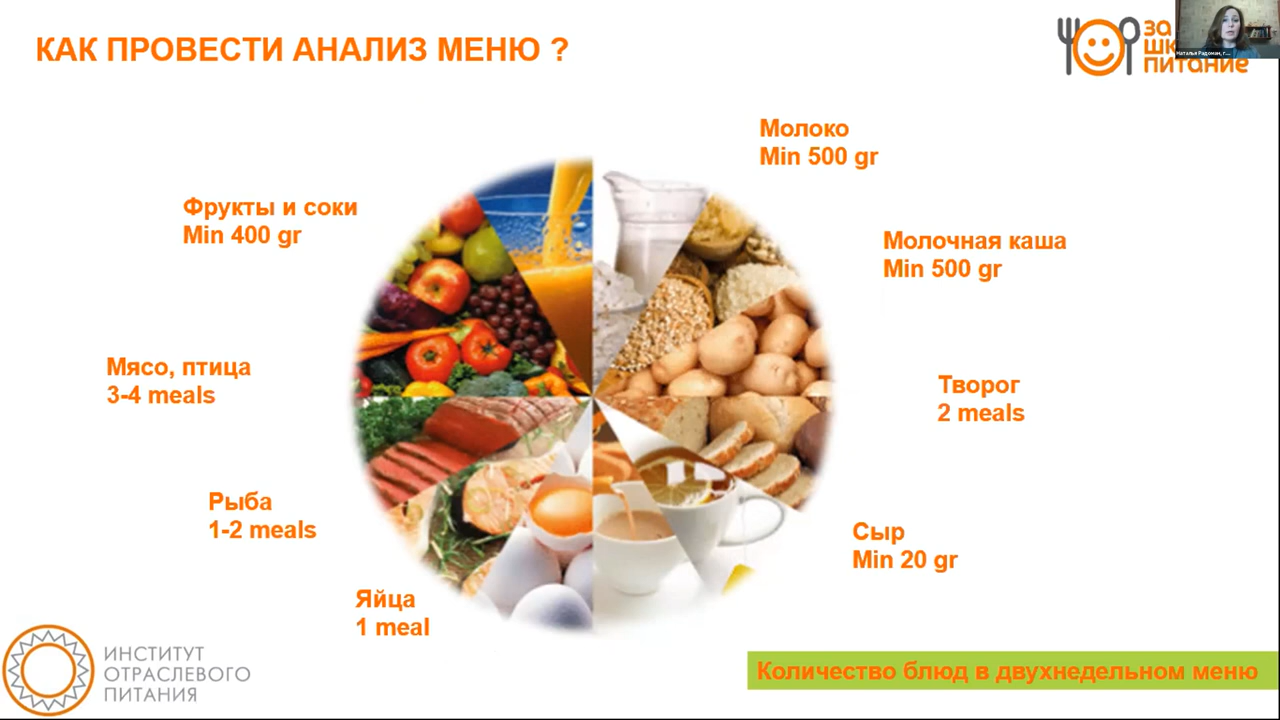 КАК ПРОВЕСТИ АНАЛИЗ МЕНЮ ?
ЗА
ПИТАНИЕ
Наталья Радоман, г....
Молоко
Min 500 gr
Фрукты и соки
Min 400 gr
Молочная каша
Min 500 gr
Мясо, птица
3-4 meals
Творог
2 meals
Рыба
1-2 meals
Сыр
Min 20 gr
Яйца
1 meal
ИНСТИТУТ
ОТРАСЛЕВОГО
ПИТАНИЯ
Количество блюд в двухнедельном меню